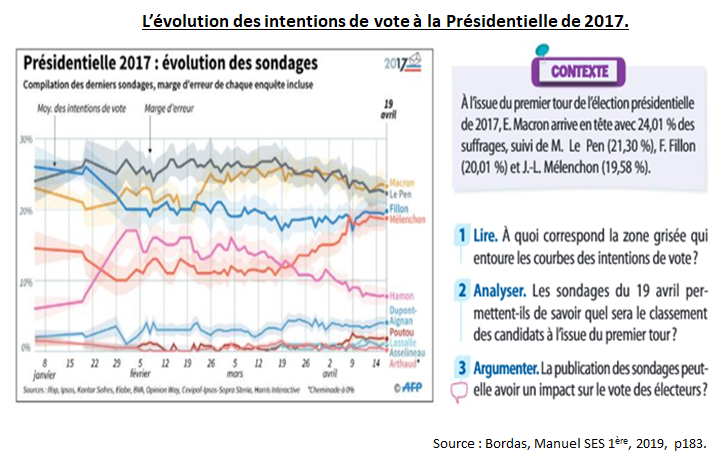 L’évolution des intentions de vote à la Présidentielle de 2017.
Présidentielle 2017 : évolution des sondages
Compilation des derniers sondages, marge d'erreur de chaque enquête incluse
2017
Moy. des intentions de vote
Marge d'erreur
19
avril
30%
20%
10%
0%
Macron
Le Pen
Fillon
Mélenchon
Hamon
Dupont-
Aignan
Poutou
Lassalle
Asselineau
Arthaud*
8 15 22 29 5 12 19 26 5 12 19 26 2 9 14
janvier février mars avril
Sources : Ifop, Ipsos, Kantar Sofres, Elabe, BVA, Opinion Way, Cevipof-Ipsos-Sopra Steria, Harris Interactive
*Cheminade à 0%
© AFP
CONTEXTE
À l'issue du premier tour de l'élection présidentielle
de 2017, E. Macron arrive en tête avec 24,01 % des
suffrages, suivi de M. Le Pen (21,30 %), F. Fillon
(20,01 %) et J.-L. Mélenchon (19,58 %).
1 Lire. À quoi correspond la zone grisée qui
entoure les courbes des intentions de vote ?
2 Analyser. Les sondages du 19 avril per-
mettent-ils de savoir quel sera le classement
des candidats à l'issue du premier tour ?
3 Argumenter. La publication des sondages peut-
elle avoir un impact sur le vote des électeurs ?
Source : Bordas, Manuel SES 1ère, 2019, p183.